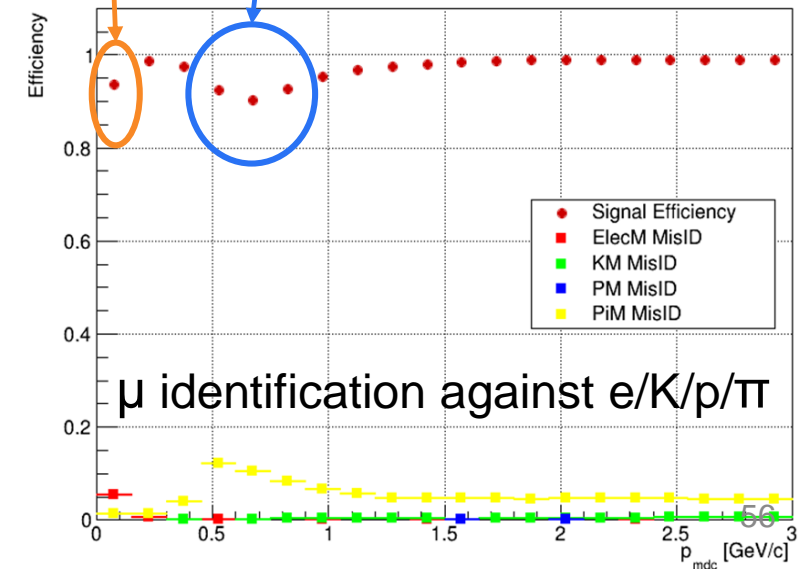 Efficiency
1
0.8
0.6
0.4
0.2
0
Signal Efficiency
ElecM MisID
KM MisID
PM MisID
PiM MisID
μ identification against e/K/p/π
0 0.5 1 1.5 2 2.5 3
56
p_mdc [GeV/c]